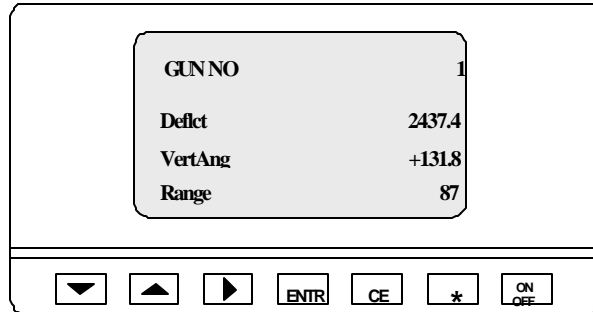 GUN NO 1
Deflct 2437.4
VertAng +131.8
Range 87
ENTR CE * ON
OFF